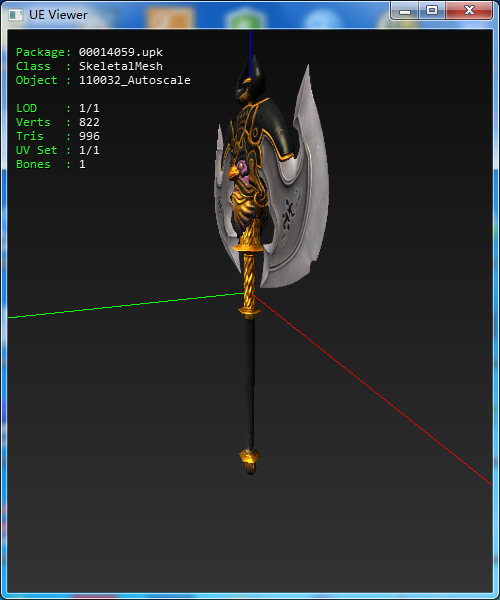 UE Viewer
Package: 00014059.upk
Class : SkeletalMesh
Object : 110032_Autoscale
LOD : 1/1
Verts : 822
Tris : 996
UV Set : 1/1
Bones : 1